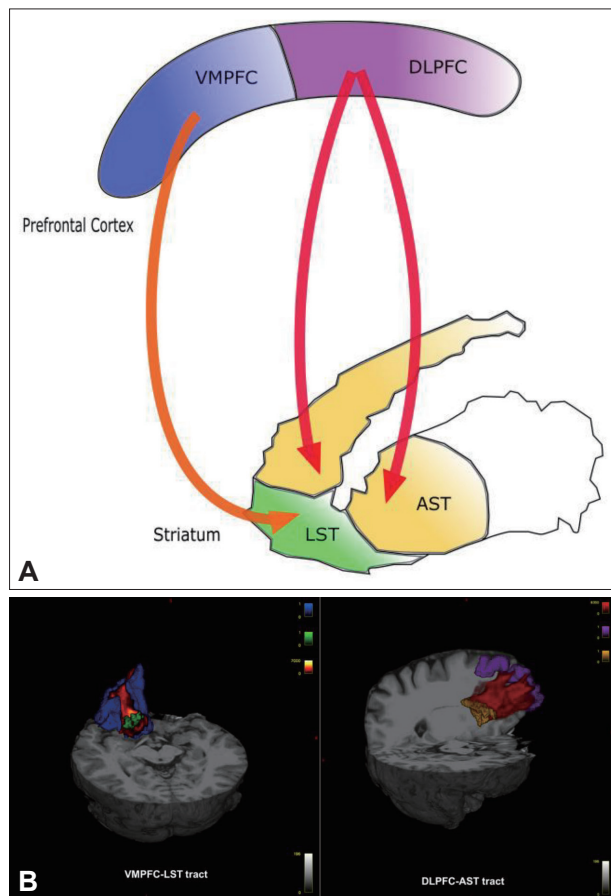 VMPFC
DLPFC
Prefrontal Cortex
AST
LST
Striatum
A
B
VMPFC-LST tract
DLPFC-AST tract